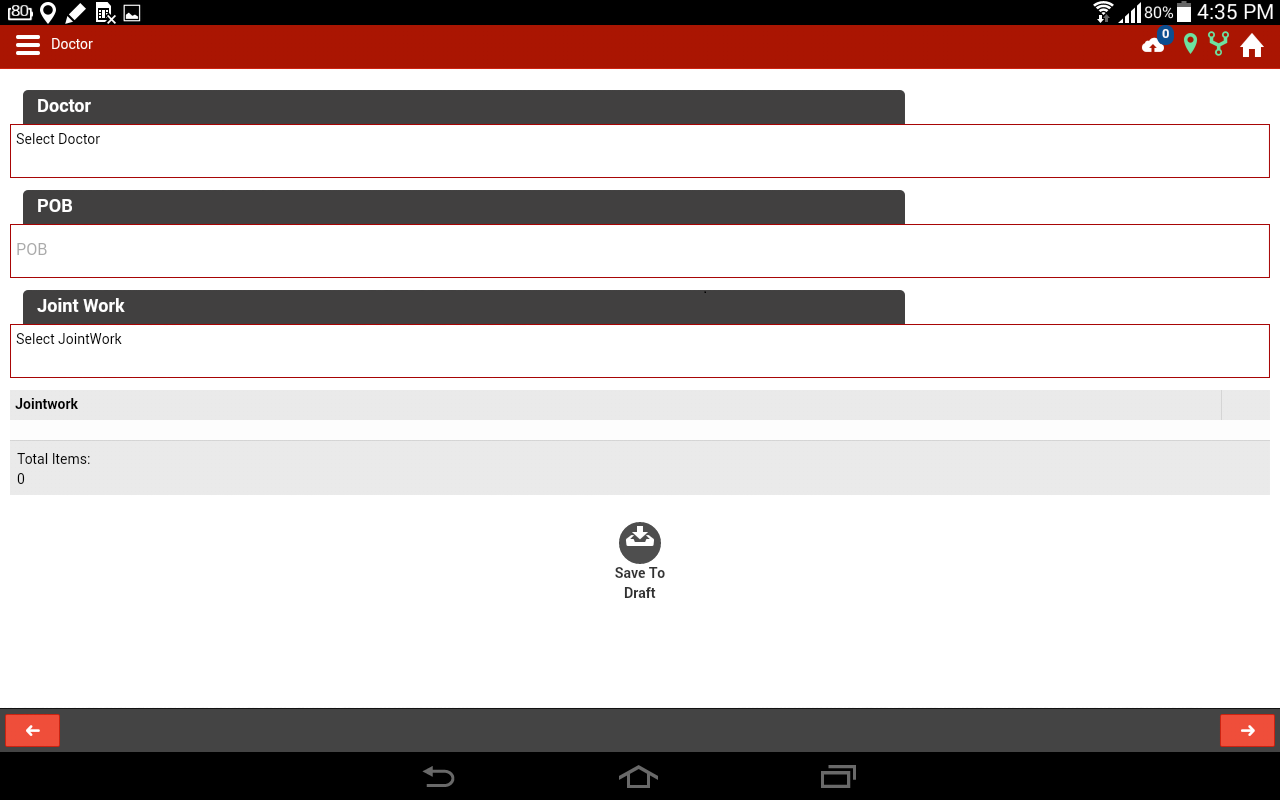 80
80%
4:35 PM
Doctor
0
Doctor
Select Doctor
POB
POB
Joint Work
Select JointWork
Jointwork
Total Items:
0
Save To
Draft